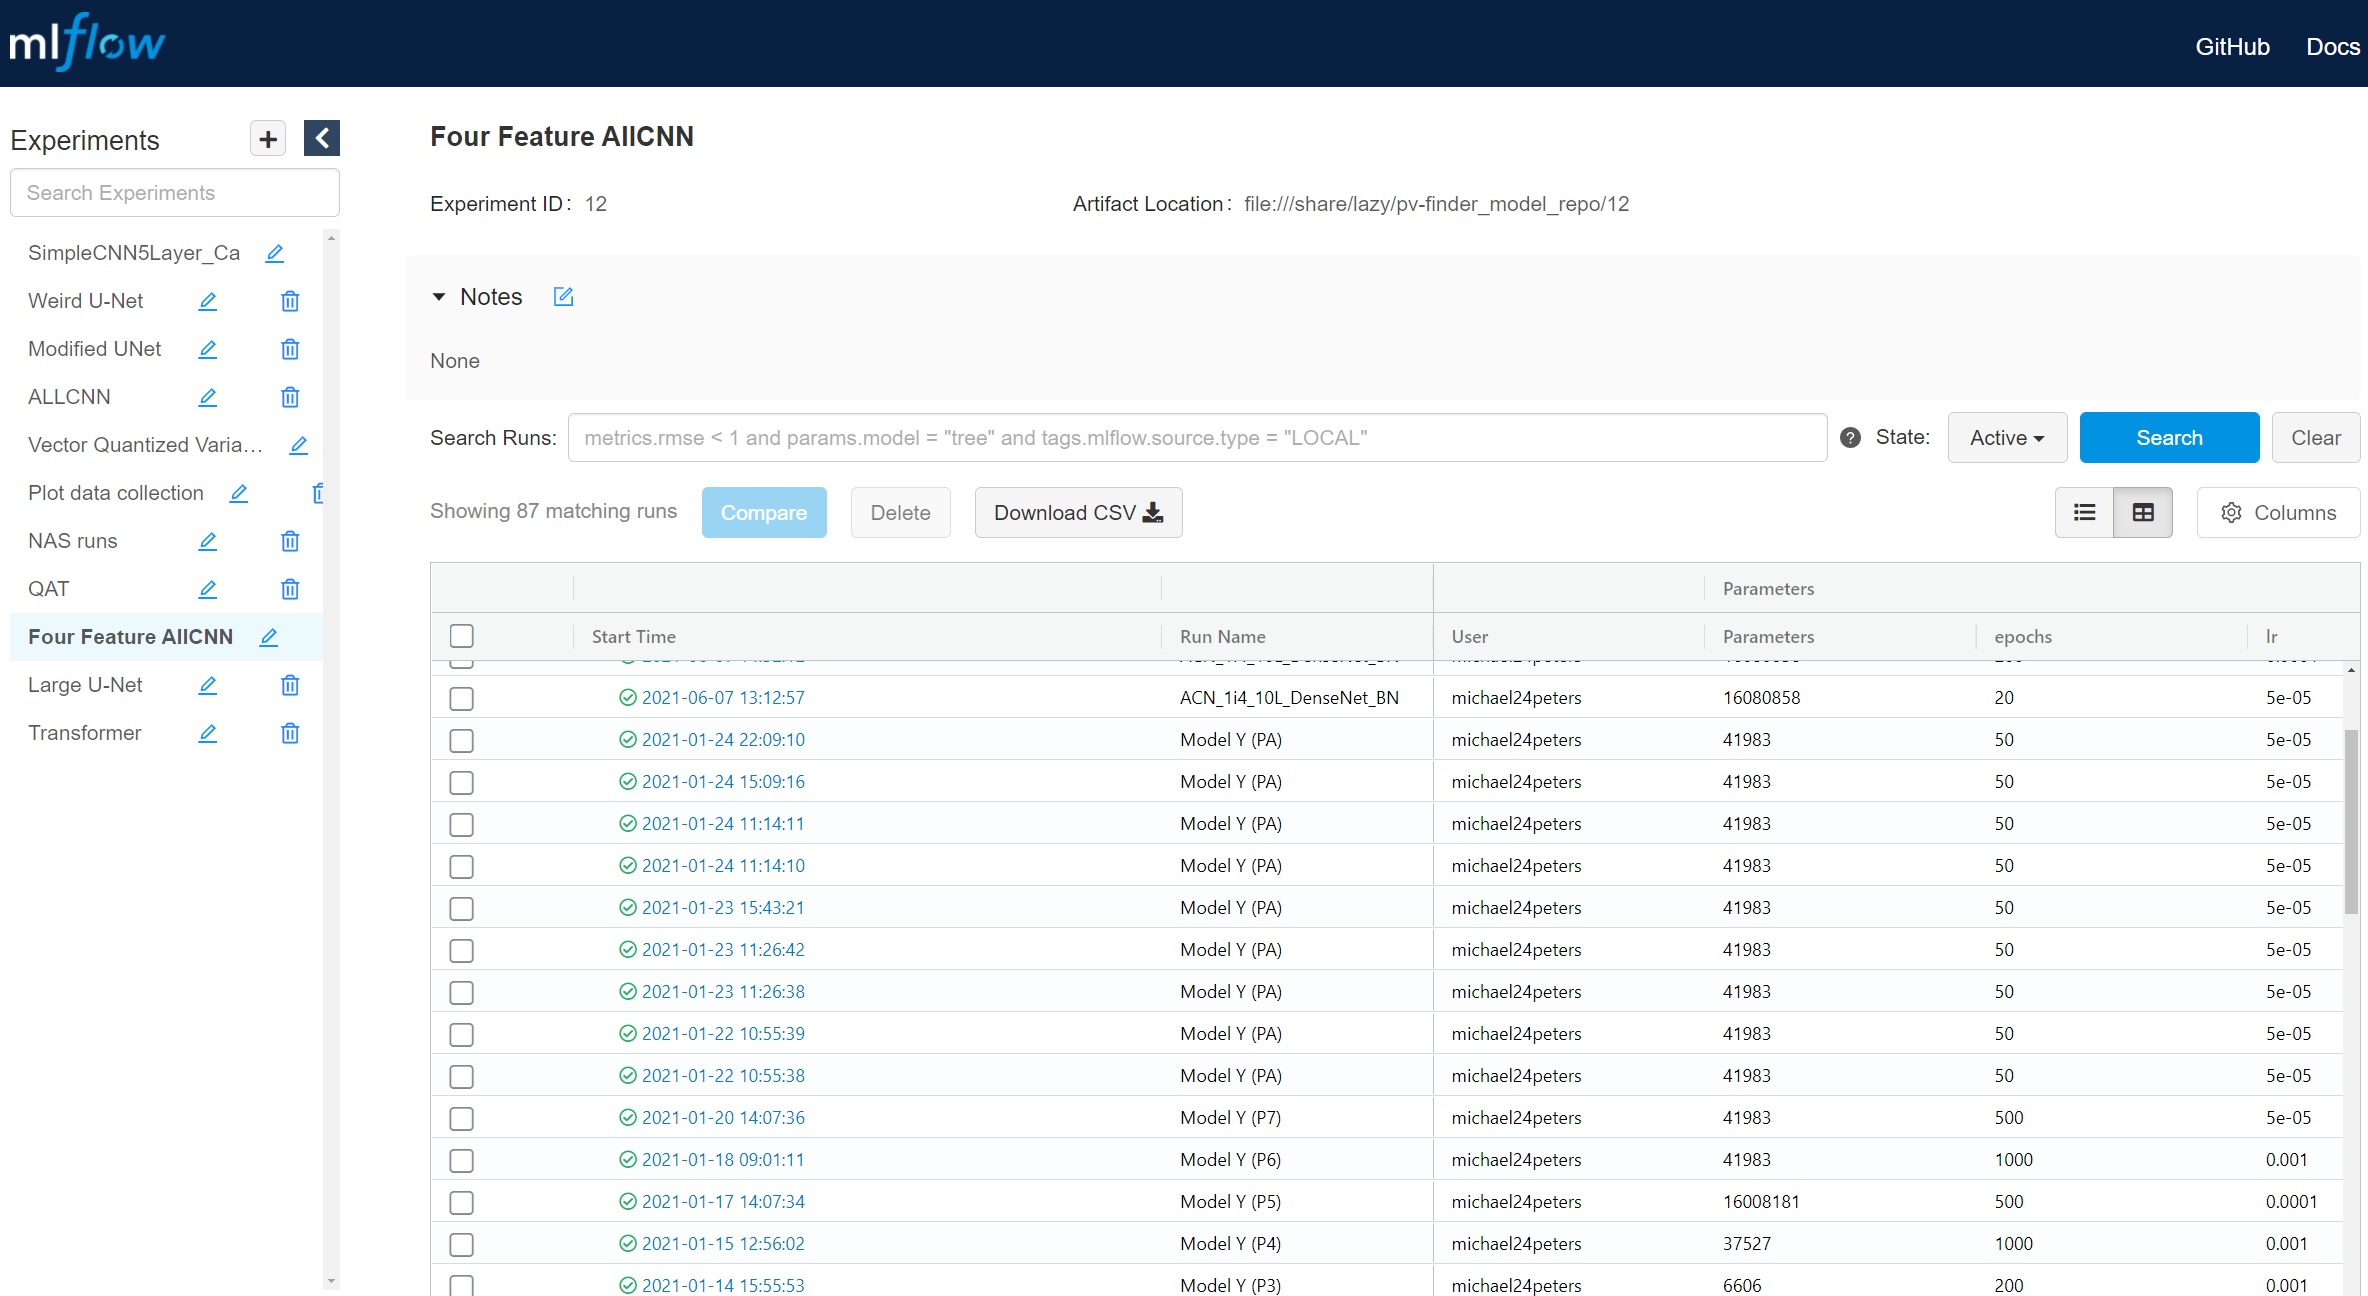 mlflow
GitHub Docs
Experiments
Search Experiments
SimpleCNN5Layer_Ca
Weird U-Net
Modified UNet
ALLCNN
Vector Quantized Varia...
Plot data collection
NAS runs
QAT
Four Feature AllCNN
Large U-Net
Transformer
Four Feature AllCNN
Experiment ID: 12 Artifact Location: file:///share/lazy/pv-finder_model_repo/12
Notes
None
Search Runs: metrics.rmse < 1 and params.model = "tree" and tags.mlflow.source.type = "LOCAL" ? State: Active Search Clear
Showing 87 matching runs Compare Delete Download CSV Columns
Parameters
Start Time Run Name User Parameters epochs lr
2021-06-07 13:12:57 ACN_1i4_10L_DenseNet_BN michael24peters 16080858 20 5e-05
2021-01-24 22:09:10 Model Y (PA) michael24peters 41983 50 5e-05
2021-01-24 15:09:16 Model Y (PA) michael24peters 41983 50 5e-05
2021-01-24 11:14:11 Model Y (PA) michael24peters 41983 50 5e-05
2021-01-24 11:14:10 Model Y (PA) michael24peters 41983 50 5e-05
2021-01-23 15:43:21 Model Y (PA) michael24peters 41983 50 5e-05
2021-01-23 11:26:42 Model Y (PA) michael24peters 41983 50 5e-05
2021-01-23 11:26:38 Model Y (PA) michael24peters 41983 50 5e-05
2021-01-22 10:55:39 Model Y (PA) michael24peters 41983 50 5e-05
2021-01-22 10:55:38 Model Y (PA) michael24peters 41983 50 5e-05
2021-01-20 14:07:36 Model Y (P7) michael24peters 41983 500 5e-05
2021-01-18 09:01:11 Model Y (P6) michael24peters 41983 1000 0.001
2021-01-17 14:07:34 Model Y (P5) michael24peters 16008181 500 0.0001
2021-01-15 12:56:02 Model Y (P4) michael24peters 37527 1000 0.001
2021-01-14 15:55:53 Model Y (P3) michael24peters 6606 200 0.001